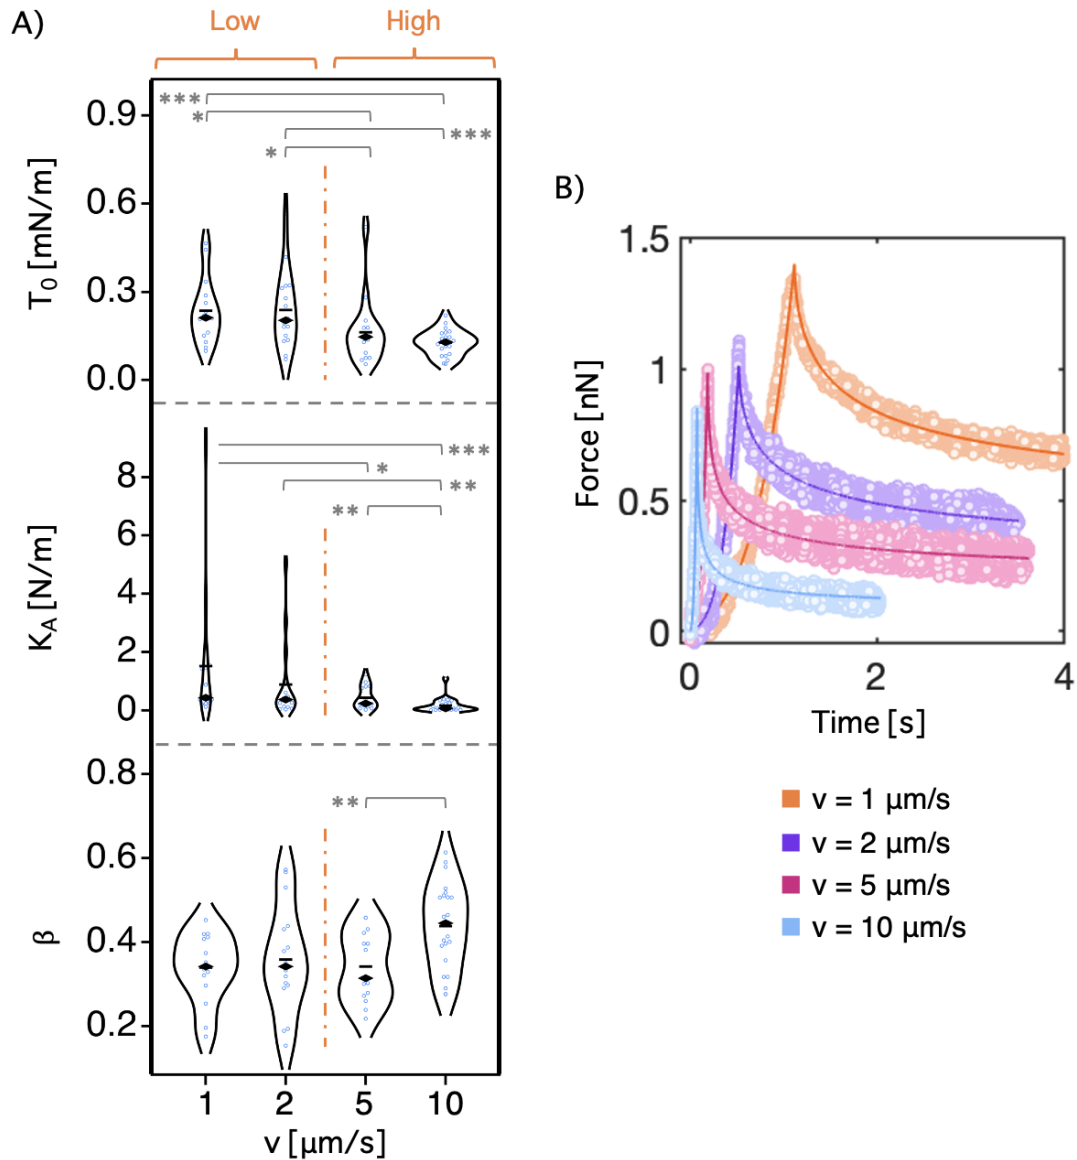 A)
Low High
***
*
***
*
0.9
0.6
0.3
0.0
T0 [mN/m]
***
*
**
**
8
6
4
2
0
KA [N/m]
**
0.8
0.6
0.4
0.2
β
1 2 5 10
v [µm/s]
B)
1.5
1
0.5
0
Force [nN]
0 2 4
Time [s]
v = 1 µm/s
v = 2 µm/s
v = 5 µm/s
v = 10 µm/s